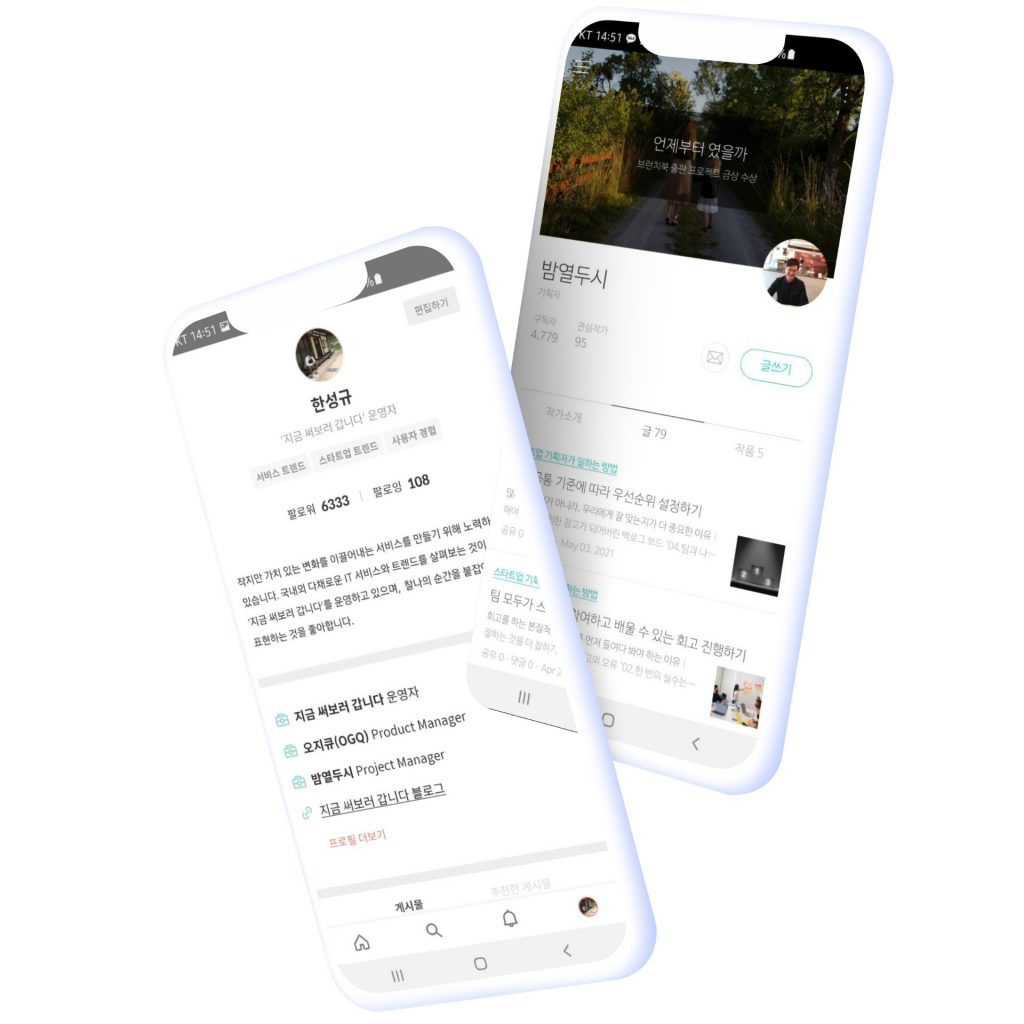 KT 14:51
편집하기
한성규
'지금 써보러 갑니다' 운영자
서비스 트렌드 스타트업 트렌드 사용자 경험
팔로워 6333 | 팔로잉 108
작지만 가치 있는 변화를 이끌어내는 서비스를 만들기 위해 노력하
있습니다. 국내외 다채로운 IT 서비스와 트렌드를 살펴보는 것이
'지금 써보러 갑니다'를 운영하고 있으며, 찰나의 순간을 붙잡
표현하는 것을 좋아합니다.
지금 써보러 갑니다 운영자
오지큐(OGQ) Product Manager
밤열두시 Project Manager
지금 써보러 갑니다 블로그
프로필 더보기
게시물 추천한 게시물
KT 14:51
언제부터 였을까
브런치북 출판 프로젝트 금상 수상
밤열두시
기획자
구독자 관심작가
4,779 95
글쓰기
작가소개 글 79 작품 5
업 기획자가 일하는 방법
공통 기준에 따라 우선순위 설정하기
가 아니라, 우리에게 잘 맞는지가 더 중요한 이유 |
한 광고가 되어버린 백로그 보드 '04.팀과 나…
공유 0 · May 03, 2021
스타트업 기획 하는 방법
팀 모두가 스 참여하고 배울 수 있는 회고 진행하기
회고를 하는 본질적 먼저 들여다 봐야 하는 이유 |
잘하는 것을 더 잘하기, 고의 오류 '02.한 번의 실수는…
공유 0 · 댓글 0 · Apr 2